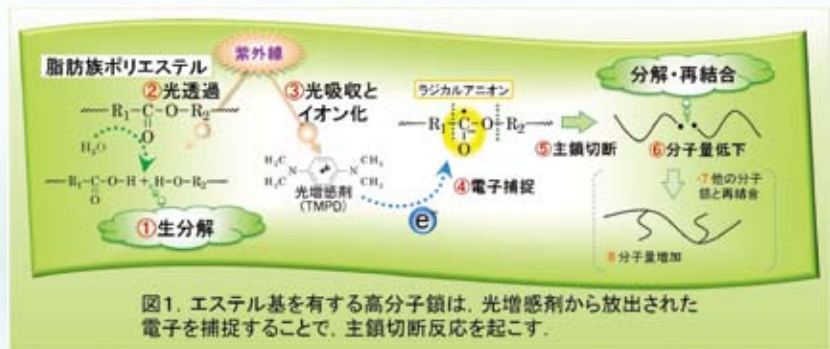 紫外線
脂肪族ポリエステル
②光透過
R₁-C-O-R₂
O
H₂O
R₁-C-O-H + H-O-R₂
O
①生分解
③光吸収と
イオン化
H₃C
CH₃
N
N
H₃C
CH₃
光増感剤
(TMPD)
e⁻
④電子捕捉
ラジカルアニオン
R₁-C-O-R₂
O
⑤主鎖切断
分解・再結合
⑥分子量低下
7他の分子
鎖と再結合
8分子量増加
図1. エステル基を有する高分子鎖は, 光増感剤から放出された
電子を捕捉することで, 主鎖切断反応を起こす.